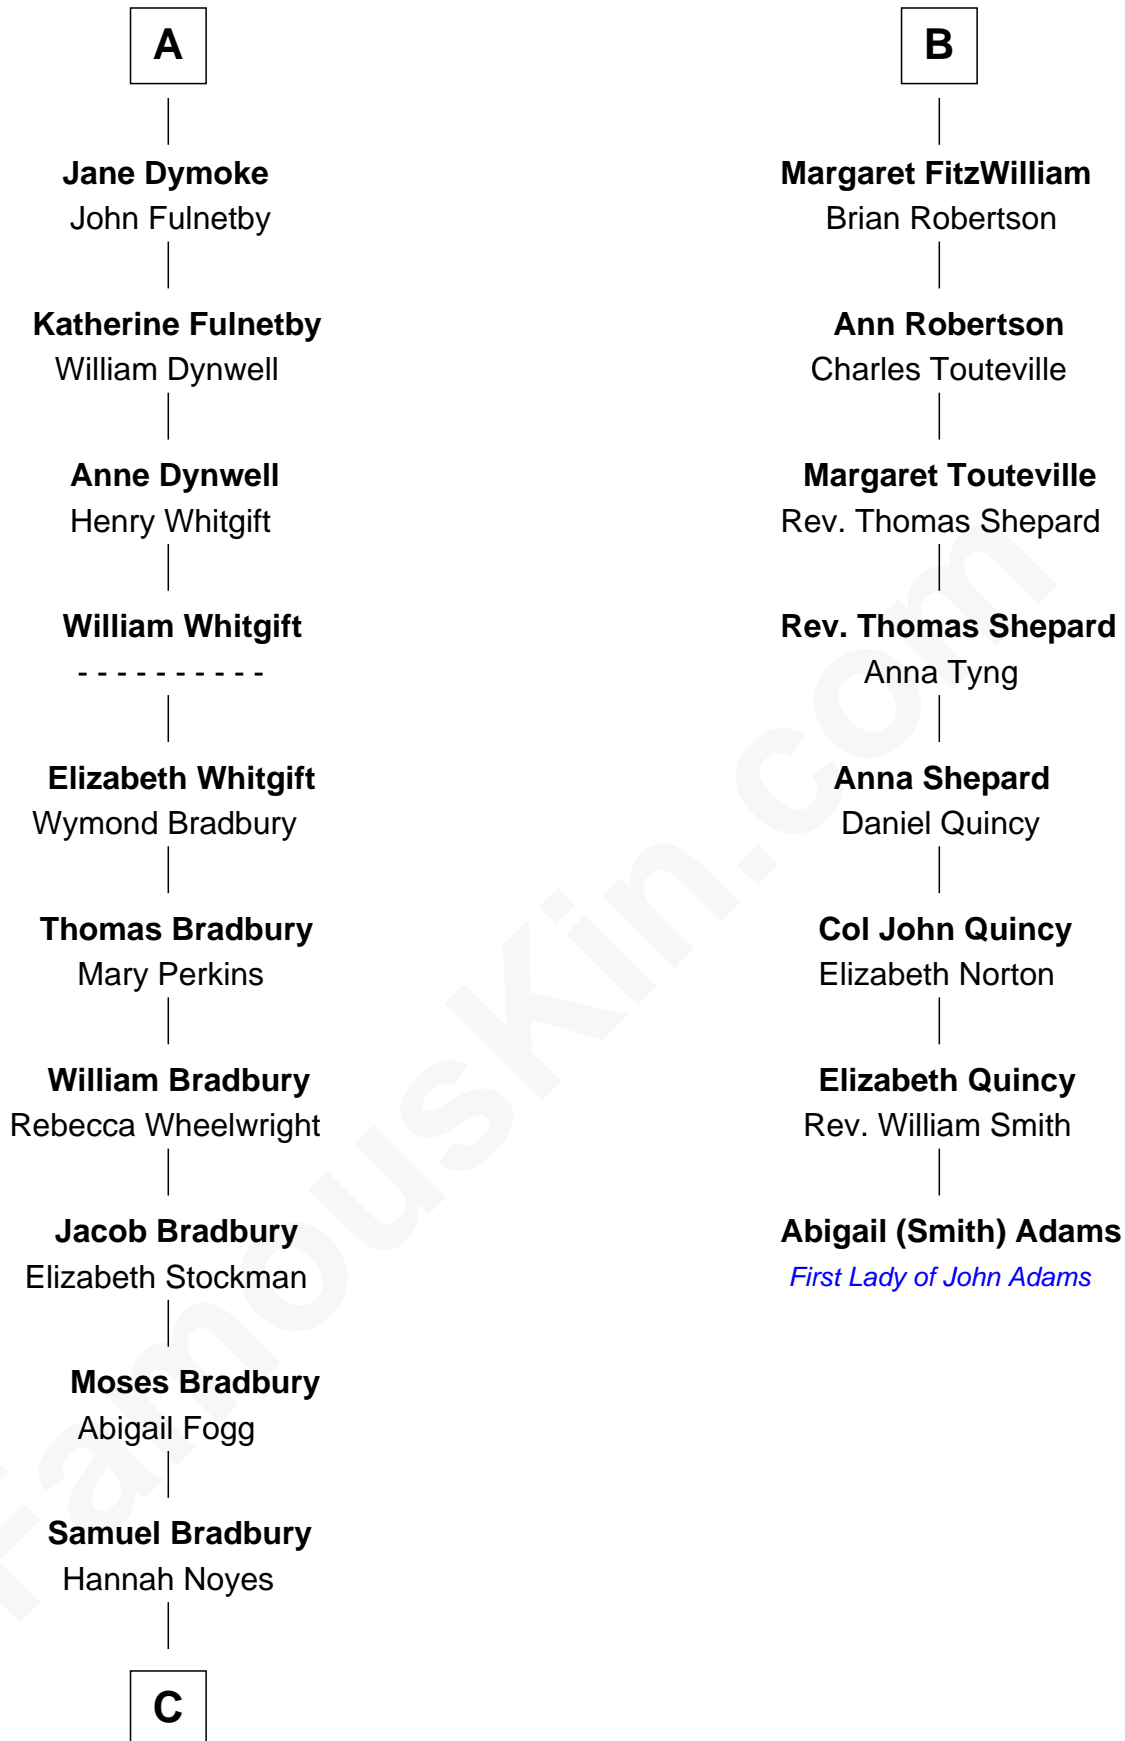 A
Jane Dymoke
John Fulnetby
Katherine Fulnetby
William Dynwell
Anne Dynwell
Henry Whitgift
William Whitgift
- - - - - - - - - -
Elizabeth Whitgift
Wymond Bradbury
Thomas Bradbury
Mary Perkins
William Bradbury
Rebecca Wheelwright
Jacob Bradbury
Elizabeth Stockman
Moses Bradbury
Abigail Fogg
Samuel Bradbury
Hannah Noyes
C
B
Margaret FitzWilliam
Brian Robertson
Ann Robertson
Charles Touteville
Margaret Touteville
Rev. Thomas Shepard
Rev. Thomas Shepard
Anna Tyng
Anna Shepard
Daniel Quincy
Col John Quincy
Elizabeth Norton
Elizabeth Quincy
Rev. William Smith
Abigail (Smith) Adams
First Lady of John Adams
FamousKin.com